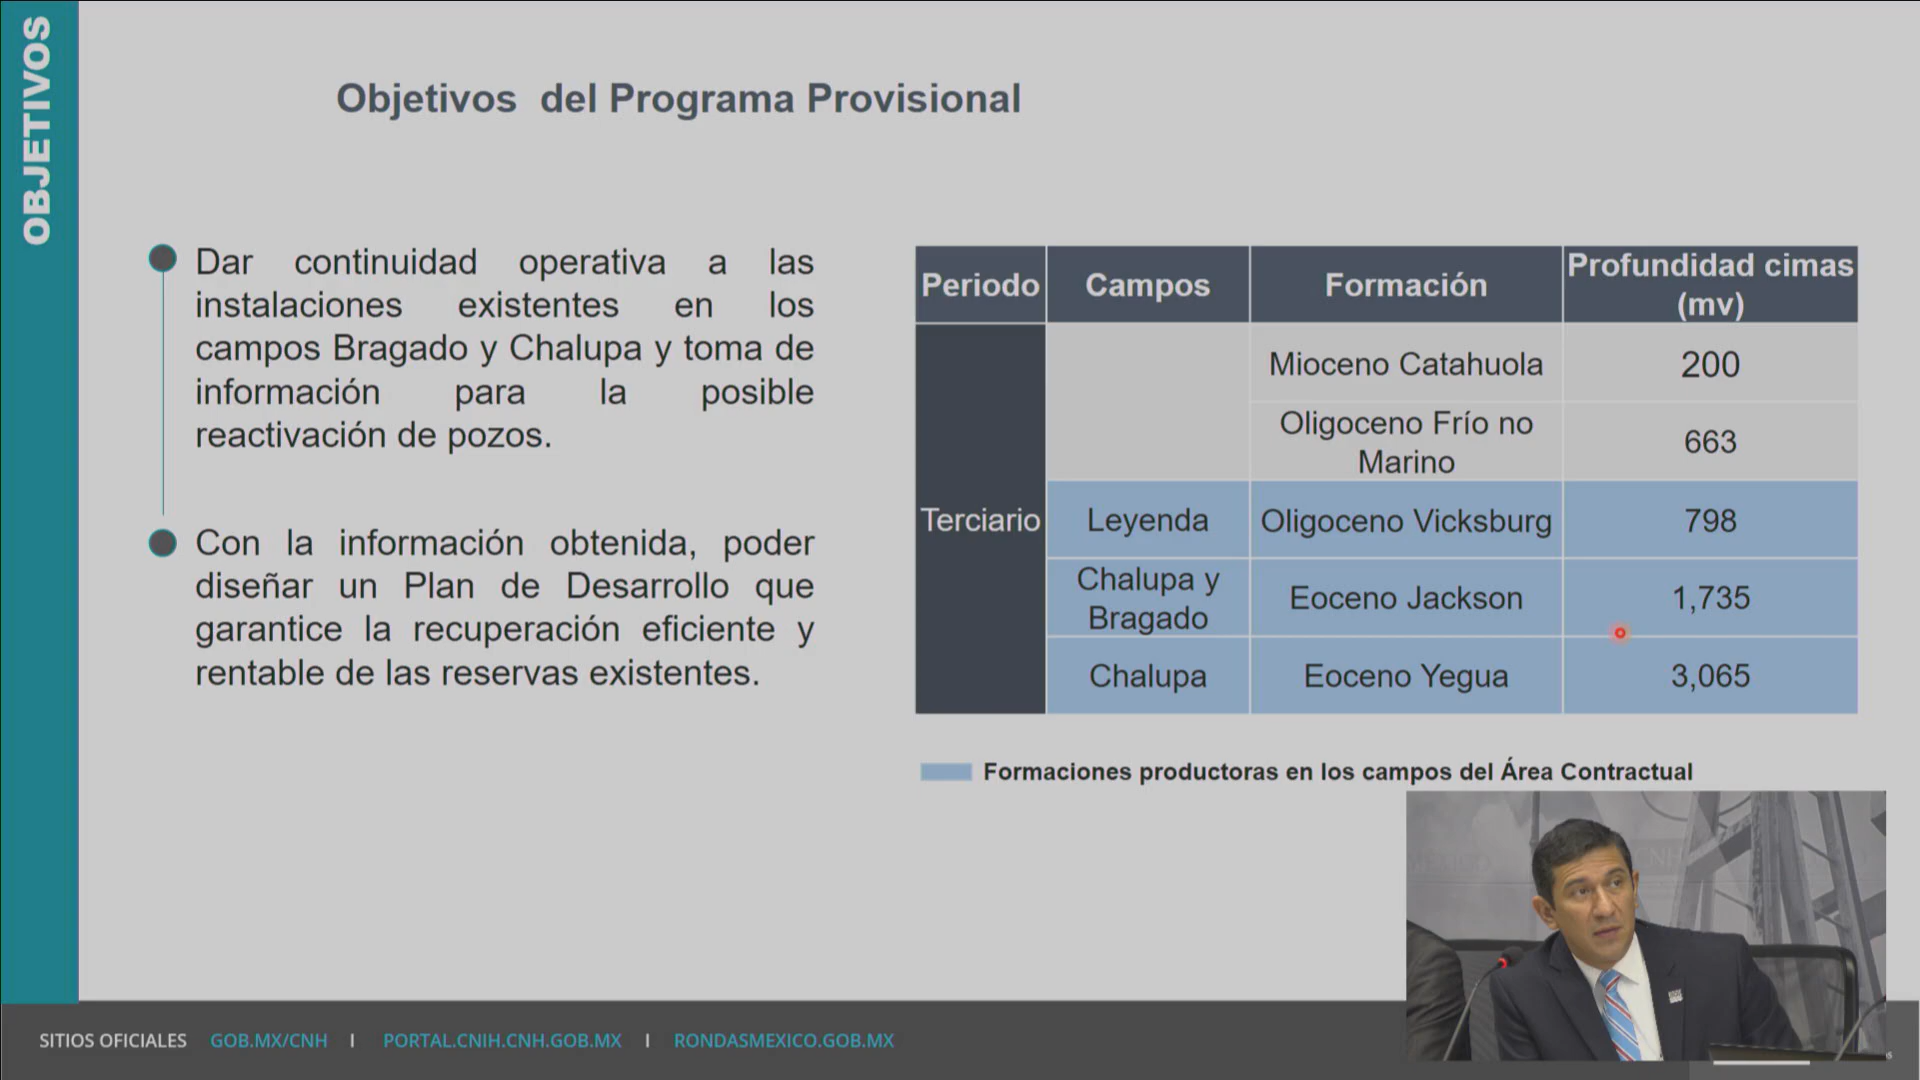 OBJETIVOS
Objetivos del Programa Provisional
Dar continuidad operativa a las
instalaciones existentes en los
campos Bragado y Chalupa y toma de
información para la posible
reactivación de pozos.
Con la información obtenida, poder
diseñar un Plan de Desarrollo que
garantice la recuperación eficiente y
rentable de las reservas existentes.
Periodo Campos Formación Profundidad cimas
(mv)
Mioceno Catahuola 200
Oligoceno Frío no
Marino 663
Terciario Leyenda Oligoceno Vicksburg 798
Chalupa y
Bragado Eoceno Jackson 1,735
Chalupa Eoceno Yegua 3,065
Formaciones productoras en los campos del Área Contractual
SITIOS OFICIALES GOB.MX/CNH I PORTAL.CNIH.CNH.GOB.MX I RONDASMEXICO.GOB.MX